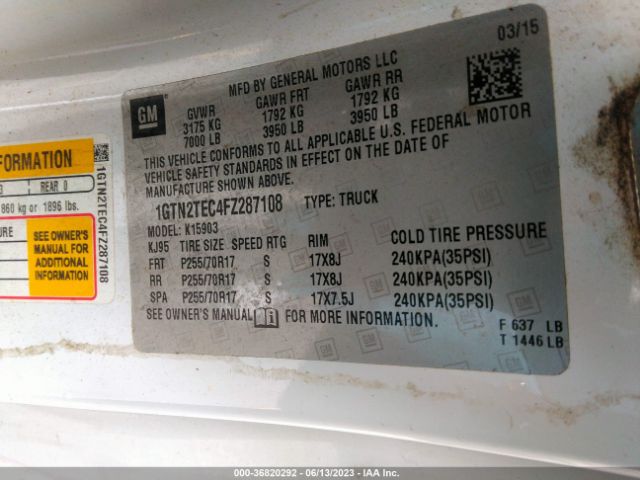 03/15
MFD BY GENERAL MOTORS LLC
GM
GVWR GAWR FRT GAWR RR
3175 KG 1792 KG 1792 KG
7000 LB 3950 LB 3950 LB
THIS VEHICLE CONFORMS TO ALL APPLICABLE U.S. FEDERAL MOTOR
VEHICLE SAFETY STANDARDS IN EFFECT ON THE DATE OF
MANUFACTURE SHOWN ABOVE.
1GTN2TEC4FZ287108 TYPE: TRUCK
MODEL: K15903
KJ95 TIRE SIZE SPEED RTG RIM COLD TIRE PRESSURE
FRT P255/70R17 S 17X8J 240KPA(35PSI)
RR P255/70R17 S 17X8J 240KPA(35PSI)
SPA P255/70R17 S 17X7.5J 240KPA(35PSI)
SEE OWNER'S MANUAL FOR MORE INFORMATION.
F 637 LB
T 1446 LB
FORMATION
REAR 0
860 kg or 1896 lbs.
SEE OWNER'S
MANUAL FOR
ADDITIONAL
INFORMATION
1GTN2TEC4FZ287108
000-36820292 - 06/13/2023 - IAA Inc.